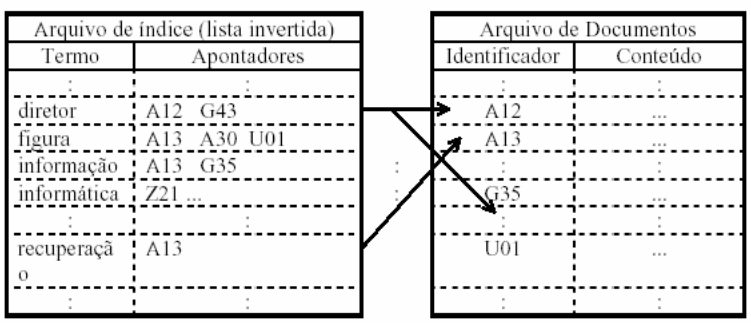 Arquivo de índice (lista invertida) Arquivo de Documentos
Termo Apontadores Identificador Conteúdo
: : : :
diretor A12 G43 A12 ...
figura A13 A30 U01 A13 ...
informação A13 G35 : : :
informática Z21 ... : G35 ...
: : : :
recuperaçã A13 U01 ...
o
: : : :